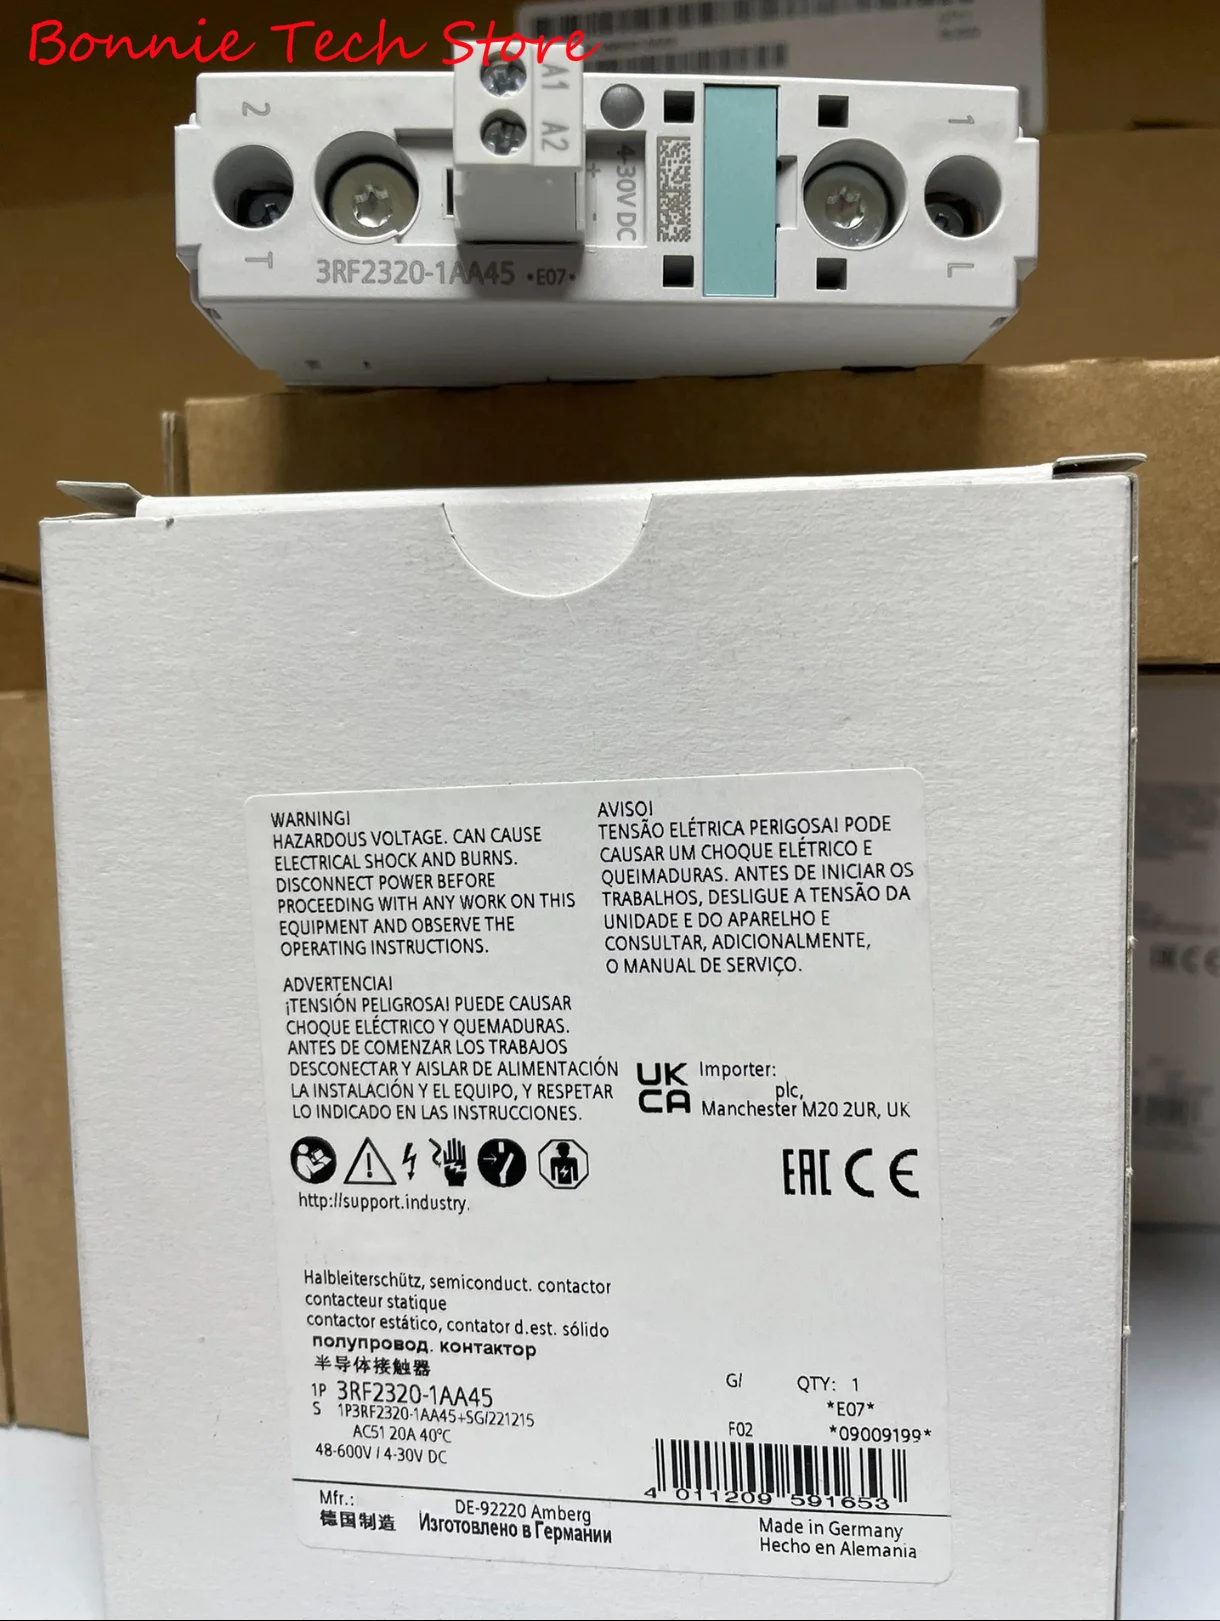 Bonnie Tech Store
2
A1
A2
4-30V DC
+
-
1
T
3RF2320-1AA45 •E07•
L
WARNING!
HAZARDOUS VOLTAGE. CAN CAUSE
ELECTRICAL SHOCK AND BURNS.
DISCONNECT POWER BEFORE
PROCEEDING WITH ANY WORK ON THIS
EQUIPMENT AND OBSERVE THE
OPERATING INSTRUCTIONS.
AVISO!
TENSÃO ELÉTRICA PERIGOSA! PODE
CAUSAR UM CHOQUE ELÉTRICO E
QUEIMADURAS. ANTES DE INICIAR OS
TRABALHOS, DESLIGUE A TENSÃO DA
UNIDADE E DO APARELHO E
CONSULTAR, ADICIONALMENTE,
O MANUAL DE SERVIÇO.
ADVERTENCIA!
¡TENSIÓN PELIGROSA! PUEDE CAUSAR
CHOQUE ELÉCTRICO Y QUEMADURAS.
ANTES DE COMENZAR LOS TRABAJOS
DESCONECTAR Y AISLAR DE ALIMENTACIÓN
LA INSTALACIÓN Y EL EQUIPO, Y RESPETAR
LO INDICADO EN LAS INSTRUCCIONES.
UK
CA
Importer:
plc,
Manchester M20 2UR, UK
EAC CE
http://support.industry.
Halbleiterschütz, semiconduct. contactor
contacteur statique
contactor estático, contator d.est. sólido
полупровод. контактор
半导体接触器
1P 3RF2320-1AA45
S 1P3RF2320-1AA45+SG/221215
AC51 20A 40°C
48-600V / 4-30V DC
G/ QTY: 1
*E07*
F02 *09009199*
4 011209 591653
Mfr.: DE-92220 Amberg
德国制造 Изготовлено в Германии
Made in Germany
Hecho en Alemania